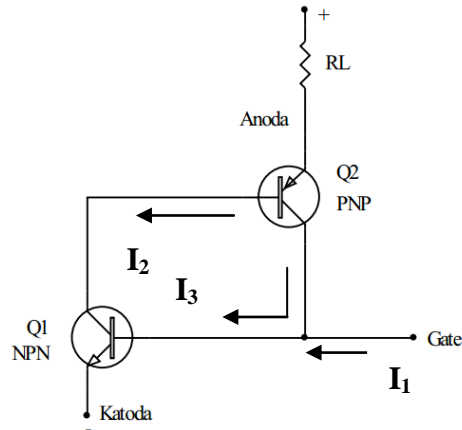 +
RL
Anoda
Q2
PNP
I₂
I₃
Q1
NPN
Gate
I₁
Katoda